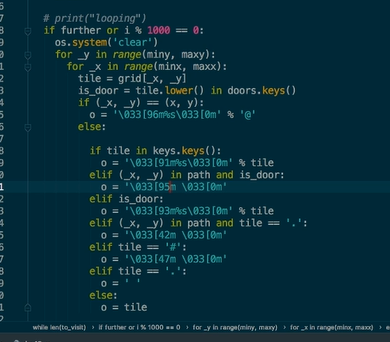 # print("looping")
if further or i % 1000 == 0:
os.system('clear')
for _y in range(miny, maxy):
for _x in range(minx, maxx):
tile = grid[_x, _y]
is_door = tile.lower() in doors.keys()
if (_x, _y) == (x, y):
o = '\033[96m%s\033[0m' % '@'
else:
if tile in keys.keys():
o = '\033[91m%s\033[0m' % tile
elif (_x, _y) in path and is_door:
o = '\033[95m \033[0m'
elif is_door:
o = '\033[93m%s\033[0m' % tile
elif (_x, _y) in path and tile == '.':
o = '\033[42m \033[0m'
elif tile == '#':
o = '\033[47m \033[0m'
elif tile == '.':
o = ' '
else:
o = tile
while len(to_visit) › if further or i % 1000 == 0 › for _y in range(miny, maxy) › for _x in range(minx, maxx)